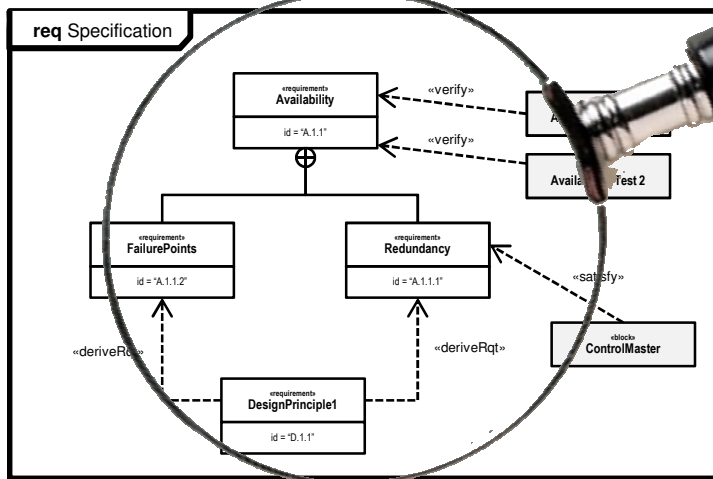 req Specification
«requirement»
Availability
id = "A.1.1"
«verify»
«verify»
Test 2
«requirement»
FailurePoints
id = "A.1.1.2"
«requirement»
Redundancy
id = "A.1.1.1"
«satisfy»
«block»
ControlMaster
«deriveRqt»
«requirement»
DesignPrinciple1
id = "D.1.1"